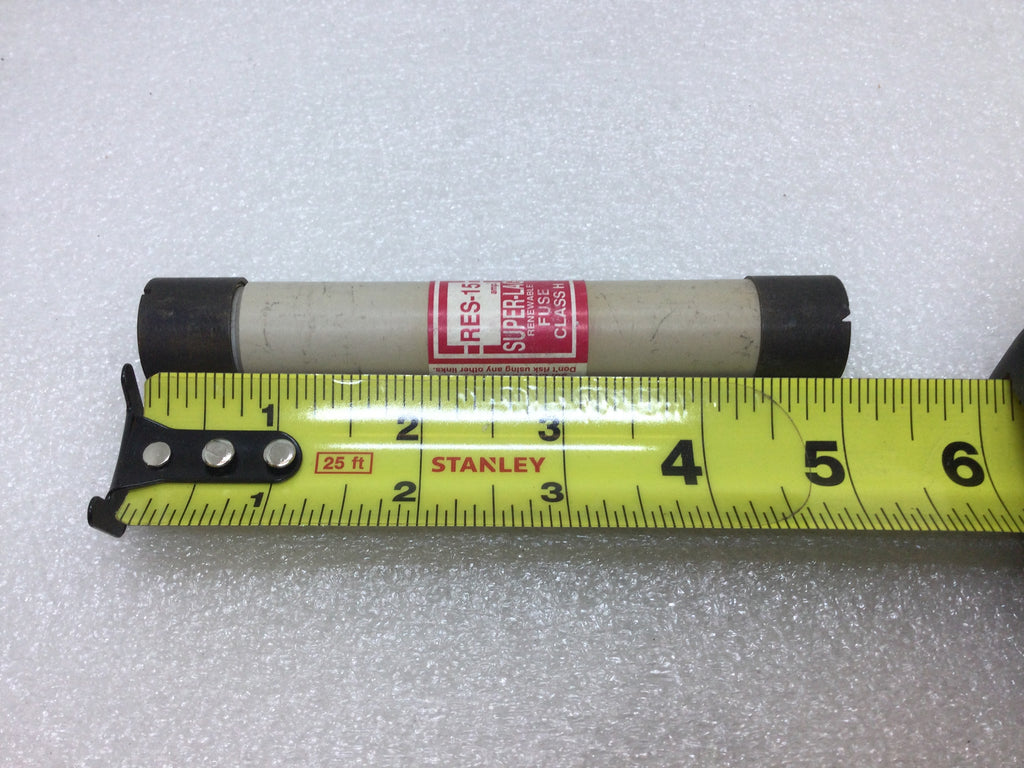 RES-15
amp
SUPER-LA
RENEWABLE
FUSE
CLASS H
Don't risk using any other links.
1 2 3 4 5 6
25 ft STANLEY
1 2 3